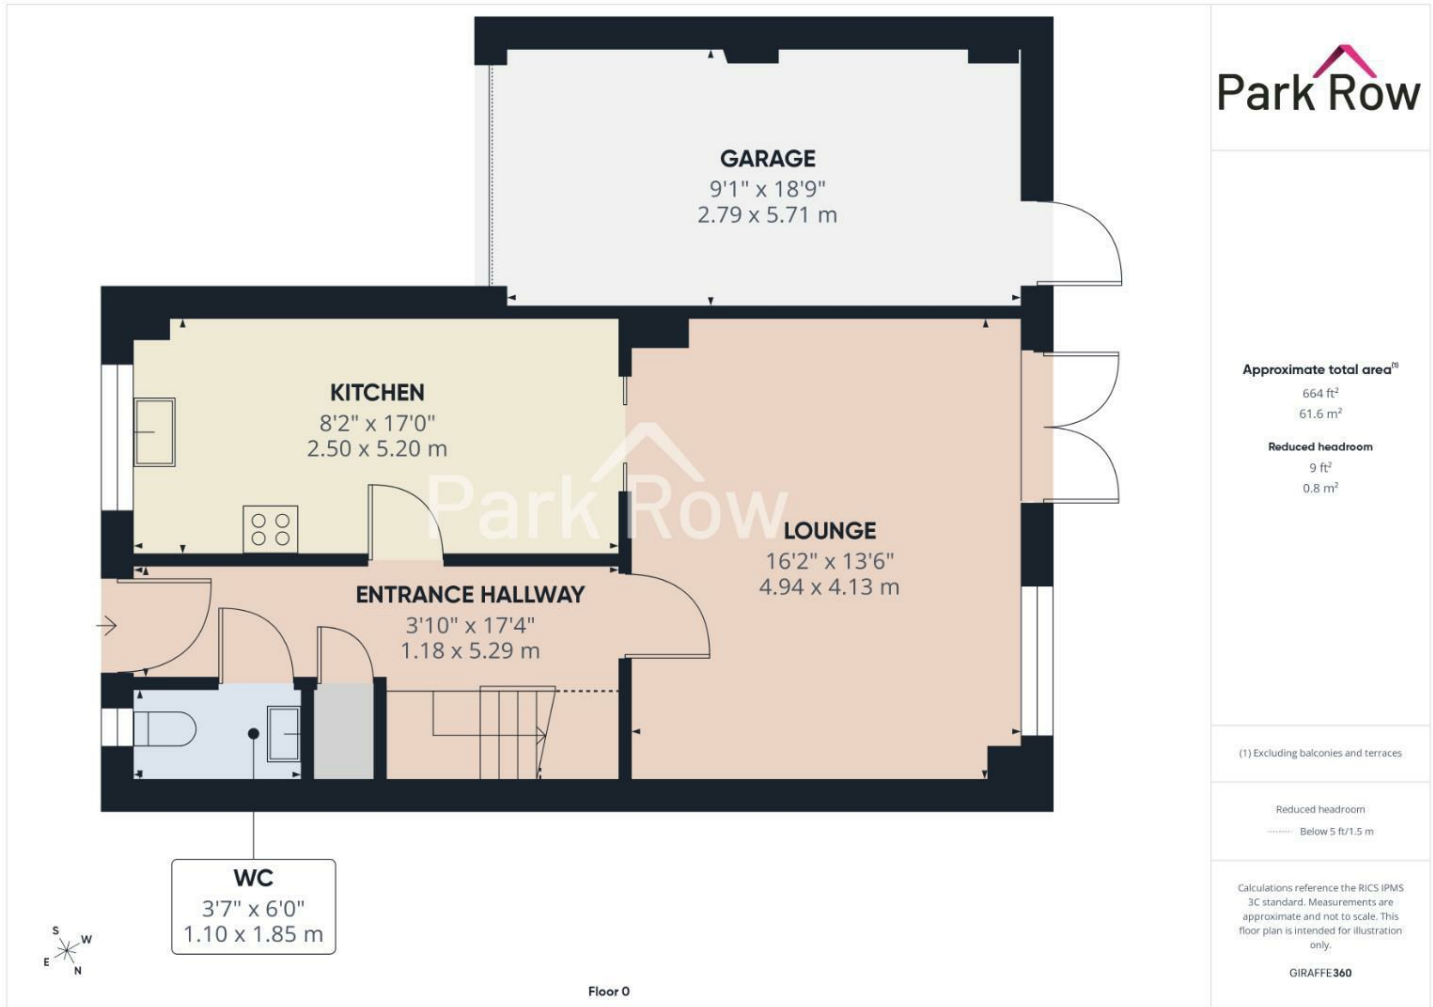 GARAGE
9'1" x 18'9"
2.79 x 5.71 m
KITCHEN
8'2" x 17'0"
2.50 x 5.20 m
Park Row
LOUNGE
16'2" x 13'6"
4.94 x 4.13 m
ENTRANCE HALLWAY
3'10" x 17'4"
1.18 x 5.29 m
WC
3'7" x 6'0"
1.10 x 1.85 m
S
W
E
N
Floor 0
Park Row
Approximate total area(1)
664 ft²
61.6 m²
Reduced headroom
9 ft²
0.8 m²
(1) Excluding balconies and terraces
Reduced headroom
Below 5 ft/1.5 m
Calculations reference the RICS IPMS
3C standard. Measurements are
approximate and not to scale. This
floor plan is intended for illustration
only.
GIRAFFE360